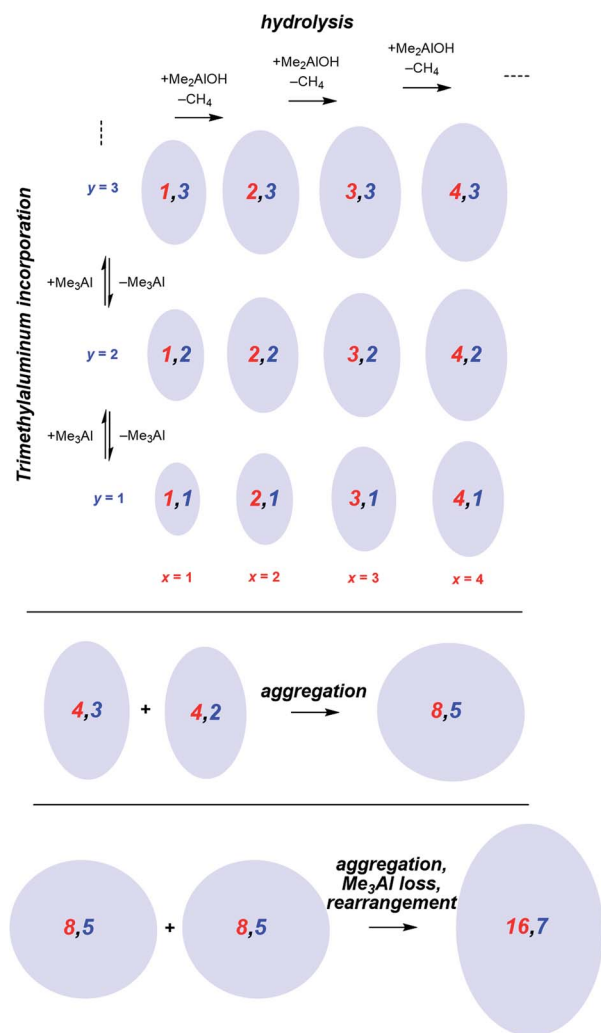 hydrolysis
+Me₂AlOH
–CH₄
+Me₂AlOH
–CH₄
+Me₂AlOH
–CH₄
Trimethylaluminum incorporation
y = 3
1,3
2,3
3,3
4,3
+Me₃Al
–Me₃Al
y = 2
1,2
2,2
3,2
4,2
+Me₃Al
–Me₃Al
y = 1
1,1
2,1
3,1
4,1
x = 1
x = 2
x = 3
x = 4
4,3
+
4,2
aggregation
8,5
8,5
+
8,5
aggregation,
Me₃Al loss,
rearrangement
16,7